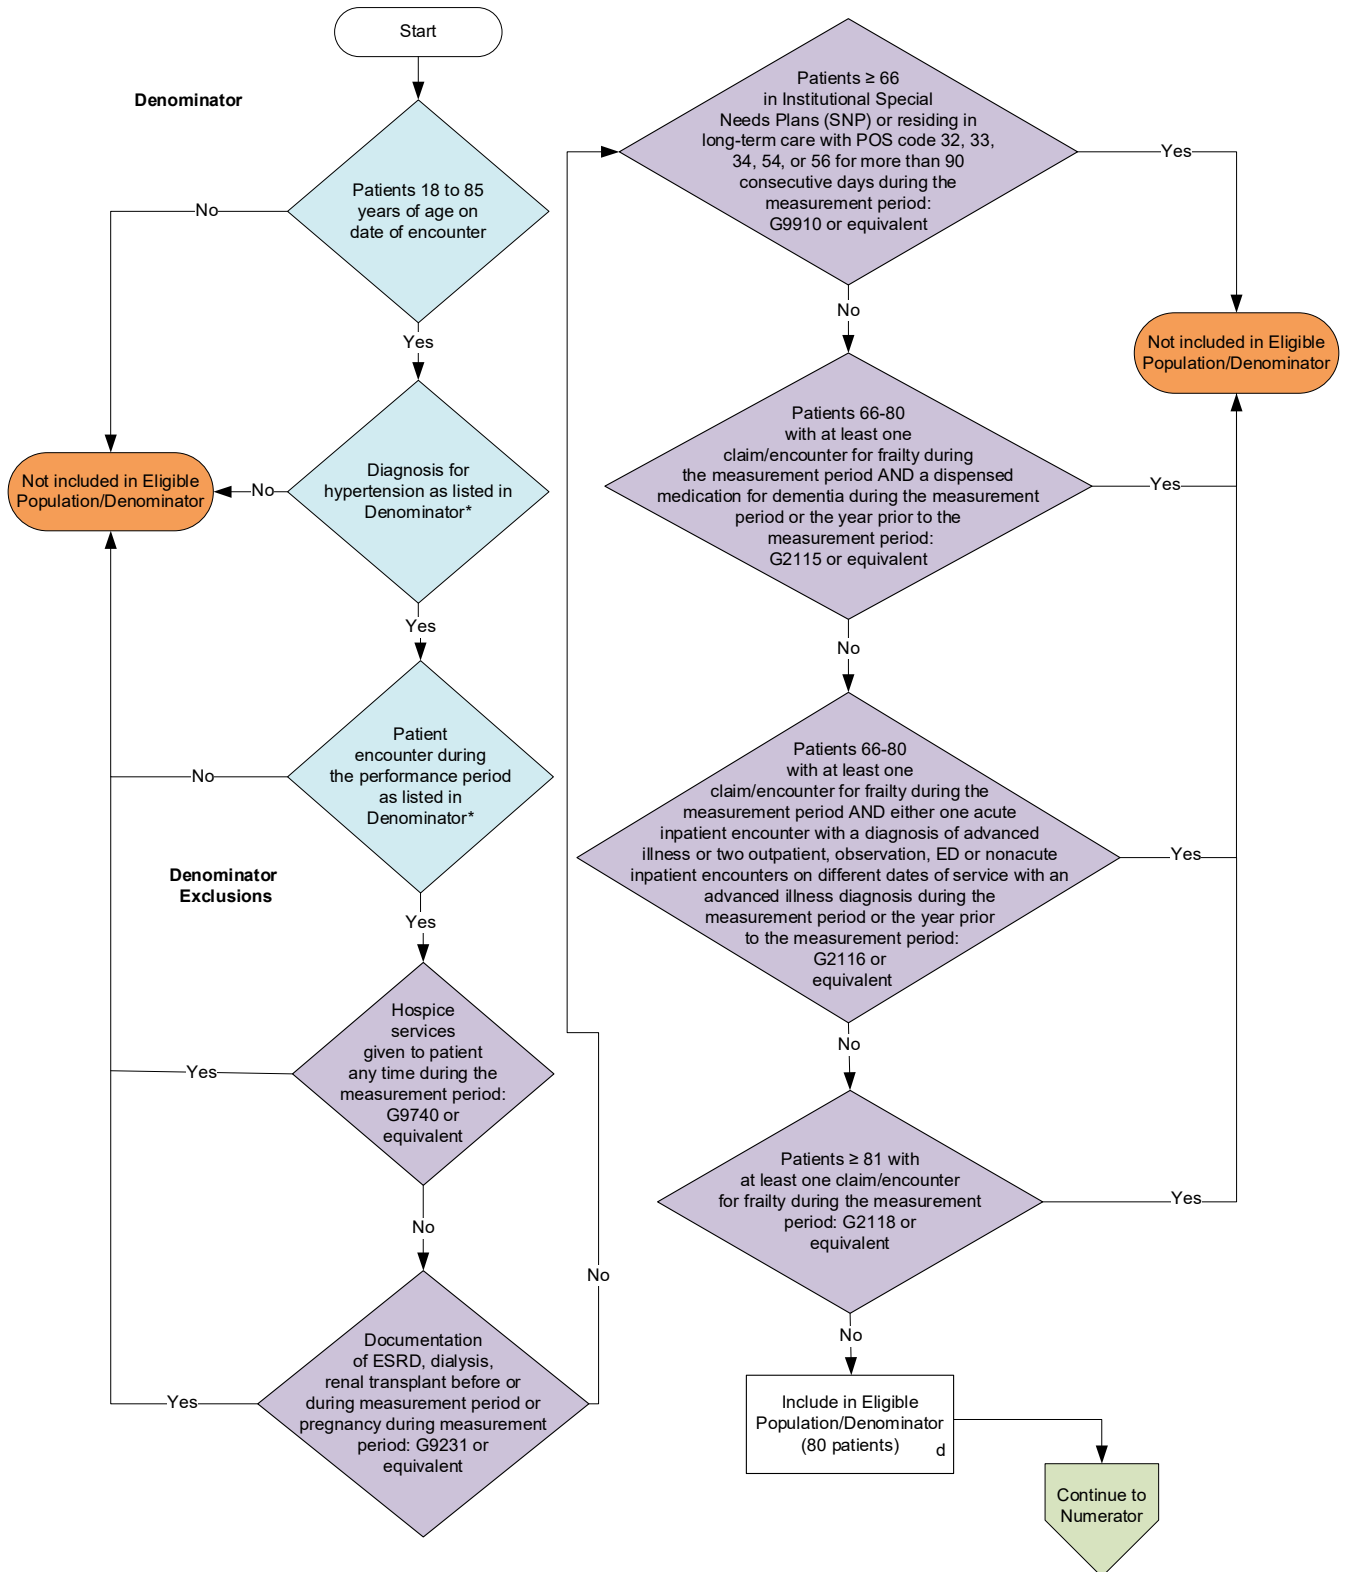 Start
Denominator
Patients 18 to 85
years of age on
date of encounter
No
Yes
Diagnosis for
hypertension as listed in
Denominator*
No
Not included in Eligible
Population/Denominator
Yes
Patient
encounter during
the performance period
as listed in
Denominator*
No
Denominator
Exclusions
Yes
Hospice
services
given to patient
any time during the
measurement period:
G9740 or
equivalent
Yes
No
Documentation
of ESRD, dialysis,
renal transplant before or
during measurement period or
pregnancy during measurement
period: G9231 or
equivalent
Yes
No
Patients ≥ 66
in Institutional Special
Needs Plans (SNP) or residing in
long-term care with POS code 32, 33,
34, 54, or 56 for more than 90
consecutive days during the
measurement period:
G9910 or equivalent
Yes
No
Not included in Eligible
Population/Denominator
Patients 66-80
with at least one
claim/encounter for frailty during
the measurement period AND a dispensed
medication for dementia during the measurement
period or the year prior to the
measurement period:
G2115 or equivalent
Yes
No
Patients 66-80
with at least one
claim/encounter for frailty during the
measurement period AND either one acute
inpatient encounter with a diagnosis of advanced
illness or two outpatient, observation, ED or nonacute
inpatient encounters on different dates of service with an
advanced illness diagnosis during the
measurement period or the year prior
to the measurement period:
G2116 or
equivalent
Yes
No
Patients ≥ 81 with
at least one claim/encounter
for frailty during the measurement
period: G2118 or
equivalent
Yes
No
Include in Eligible
Population/Denominator
(80 patients)
d
Continue to
Numerator